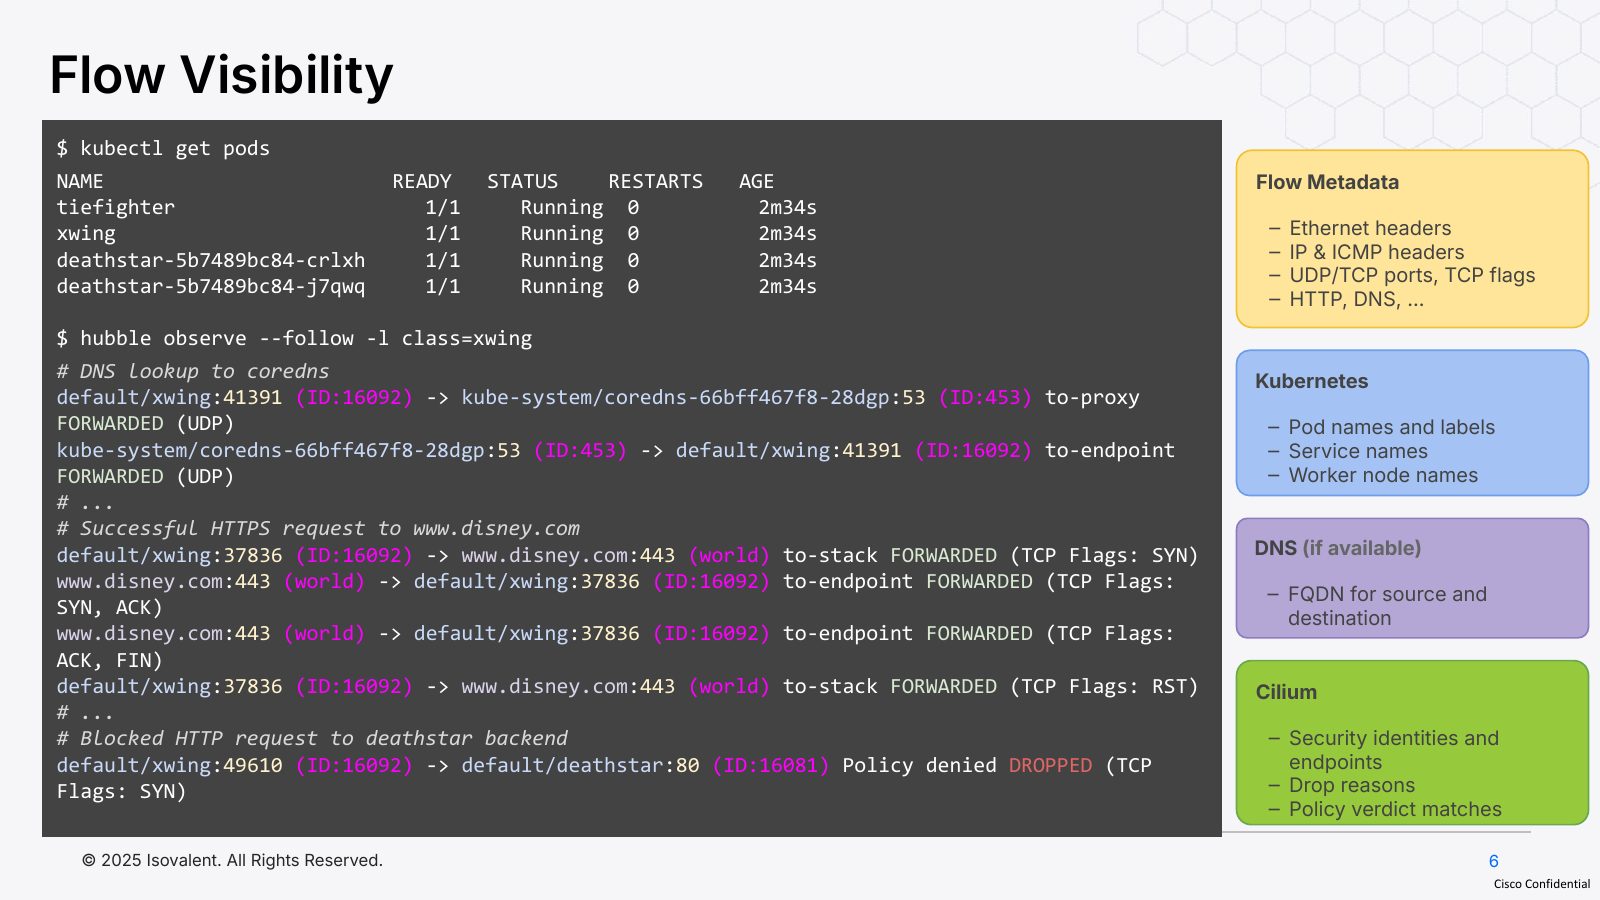 Flow Visibility
$ kubectl get pods
NAME READY STATUS RESTARTS AGE
tiefighter 1/1 Running 0 2m34s
xwing 1/1 Running 0 2m34s
deathstar-5b7489bc84-crlxh 1/1 Running 0 2m34s
deathstar-5b7489bc84-j7qwq 1/1 Running 0 2m34s
$ hubble observe --follow -l class=xwing
# DNS lookup to coredns
default/xwing:41391 (ID:16092) -> kube-system/coredns-66bff467f8-28dgp:53 (ID:453) to-proxy
FORWARDED (UDP)
kube-system/coredns-66bff467f8-28dgp:53 (ID:453) -> default/xwing:41391 (ID:16092) to-endpoint
FORWARDED (UDP)
# ...
# Successful HTTPS request to www.disney.com
default/xwing:37836 (ID:16092) -> www.disney.com:443 (world) to-stack FORWARDED (TCP Flags: SYN)
www.disney.com:443 (world) -> default/xwing:37836 (ID:16092) to-endpoint FORWARDED (TCP Flags:
SYN, ACK)
www.disney.com:443 (world) -> default/xwing:37836 (ID:16092) to-endpoint FORWARDED (TCP Flags:
ACK, FIN)
default/xwing:37836 (ID:16092) -> www.disney.com:443 (world) to-stack FORWARDED (TCP Flags: RST)
# ...
# Blocked HTTP request to deathstar backend
default/xwing:49610 (ID:16092) -> default/deathstar:80 (ID:16081) Policy denied DROPPED (TCP
Flags: SYN)
Flow Metadata
– Ethernet headers
– IP & ICMP headers
– UDP/TCP ports, TCP flags
– HTTP, DNS, ...
Kubernetes
– Pod names and labels
– Service names
– Worker node names
DNS (if available)
– FQDN for source and
destination
Cilium
– Security identities and
endpoints
– Drop reasons
– Policy verdict matches
© 2025 Isovalent. All Rights Reserved.
6
Cisco Confidential